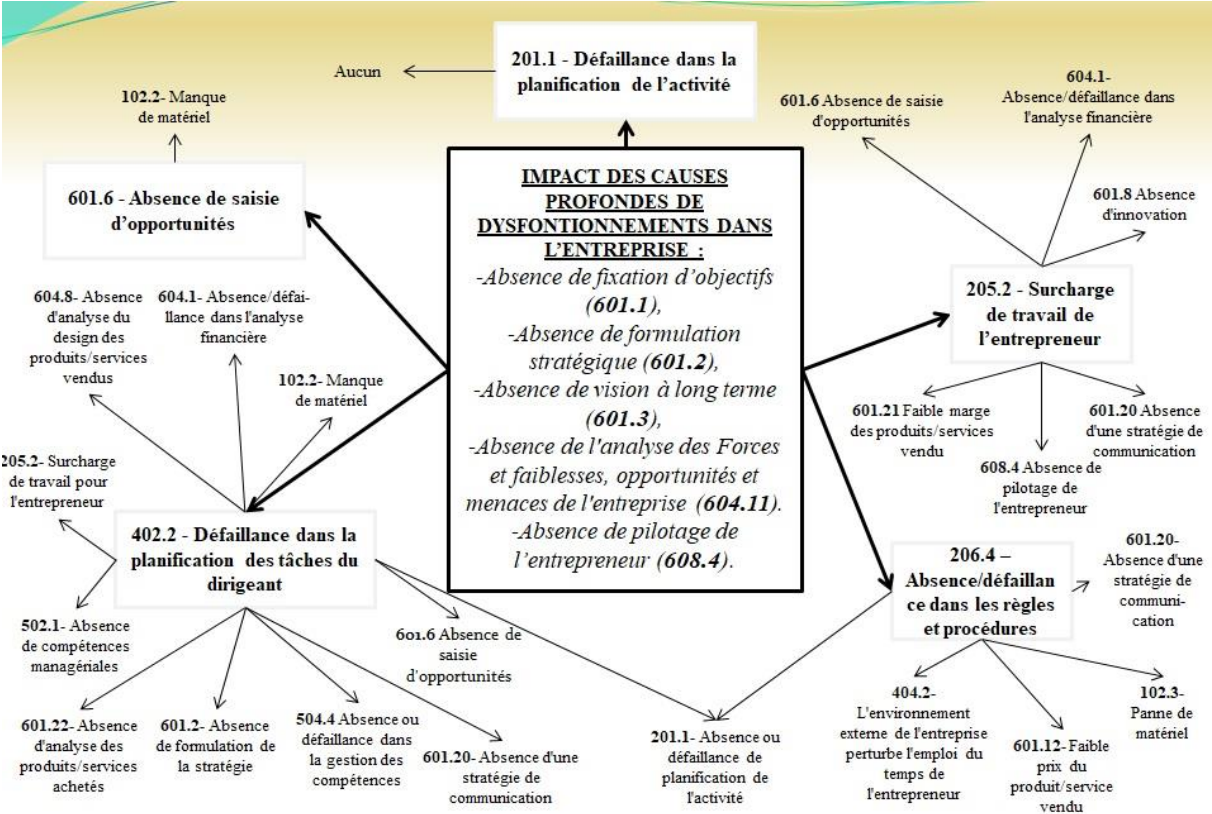 201.1 - Défaillance dans la
planification de l'activité
Aucun
102.2- Manque
de matériel
601.6 - Absence de saisie
d'opportunités
IMPACT DES CAUSES
PROFONDES DE
DYSFONTIONNEMENTS DANS
L'ENTREPRISE :
-Absence de fixation d'objectifs
(601.1),
-Absence de formulation
stratégique (601.2),
-Absence de vision à long terme
(601.3),
-Absence de l'analyse des Forces
et faiblesses, opportunités et
menaces de l'entreprise (604.11).
-Absence de pilotage de
l'entrepreneur (608.4).
601.6 Absence de saisie
d'opportunités
604.1-
Absence/défaillance dans
l'analyse financière
601.8 Absence
d'innovation
205.2 - Surcharge
de travail de
l'entrepreneur
601.21 Faible marge
des produits/services
vendu
608.4 Absence de
pilotage de
l'entrepreneur
601.20 Absence
d'une stratégie de
communication
604.8- Absence
d'analyse du
design des
produits/services
vendus
604.1- Absence/défai-
llance dans l'analyse
financière
102.2- Manque
de matériel
205.2- Surcharge
de travail pour
l'entrepreneur
402.2 - Défaillance dans la
planification des tâches du
dirigeant
502.1- Absence
de compétences
managériales
601.22- Absence
d'analyse des
produits/services
achetés
601.2- Absence
de formulation de
la stratégie
504.4 Absence ou
défaillance dans
la gestion des
compétences
601.20- Absence d'une
stratégie de
communication
601.6 Absence de
saisie
d'opportunités
201.1- Absence ou
défaillance de
planification de
l'activité
206.4 –
Absence/défaillan
ce dans les règles
et procédures
601.20-
Absence d'une
stratégie de
communi-
cation
404.2-
L'environnement
externe de l'entreprise
perturbe l'emploi du
temps de
l'entrepreneur
601.12- Faible
prix du
produit/service
vendu
102.3-
Panne de
matériel